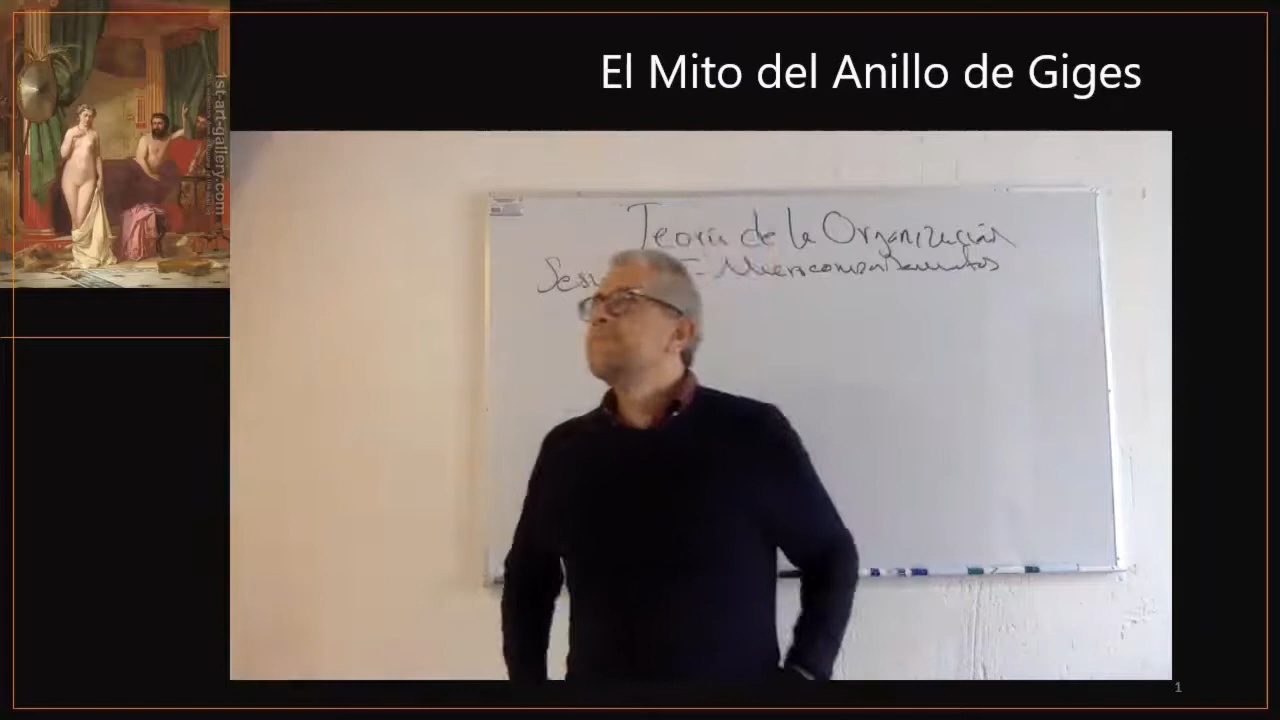 El Mito del Anillo de Giges
1st-art-gallery.com
Teoría de la Organización
1